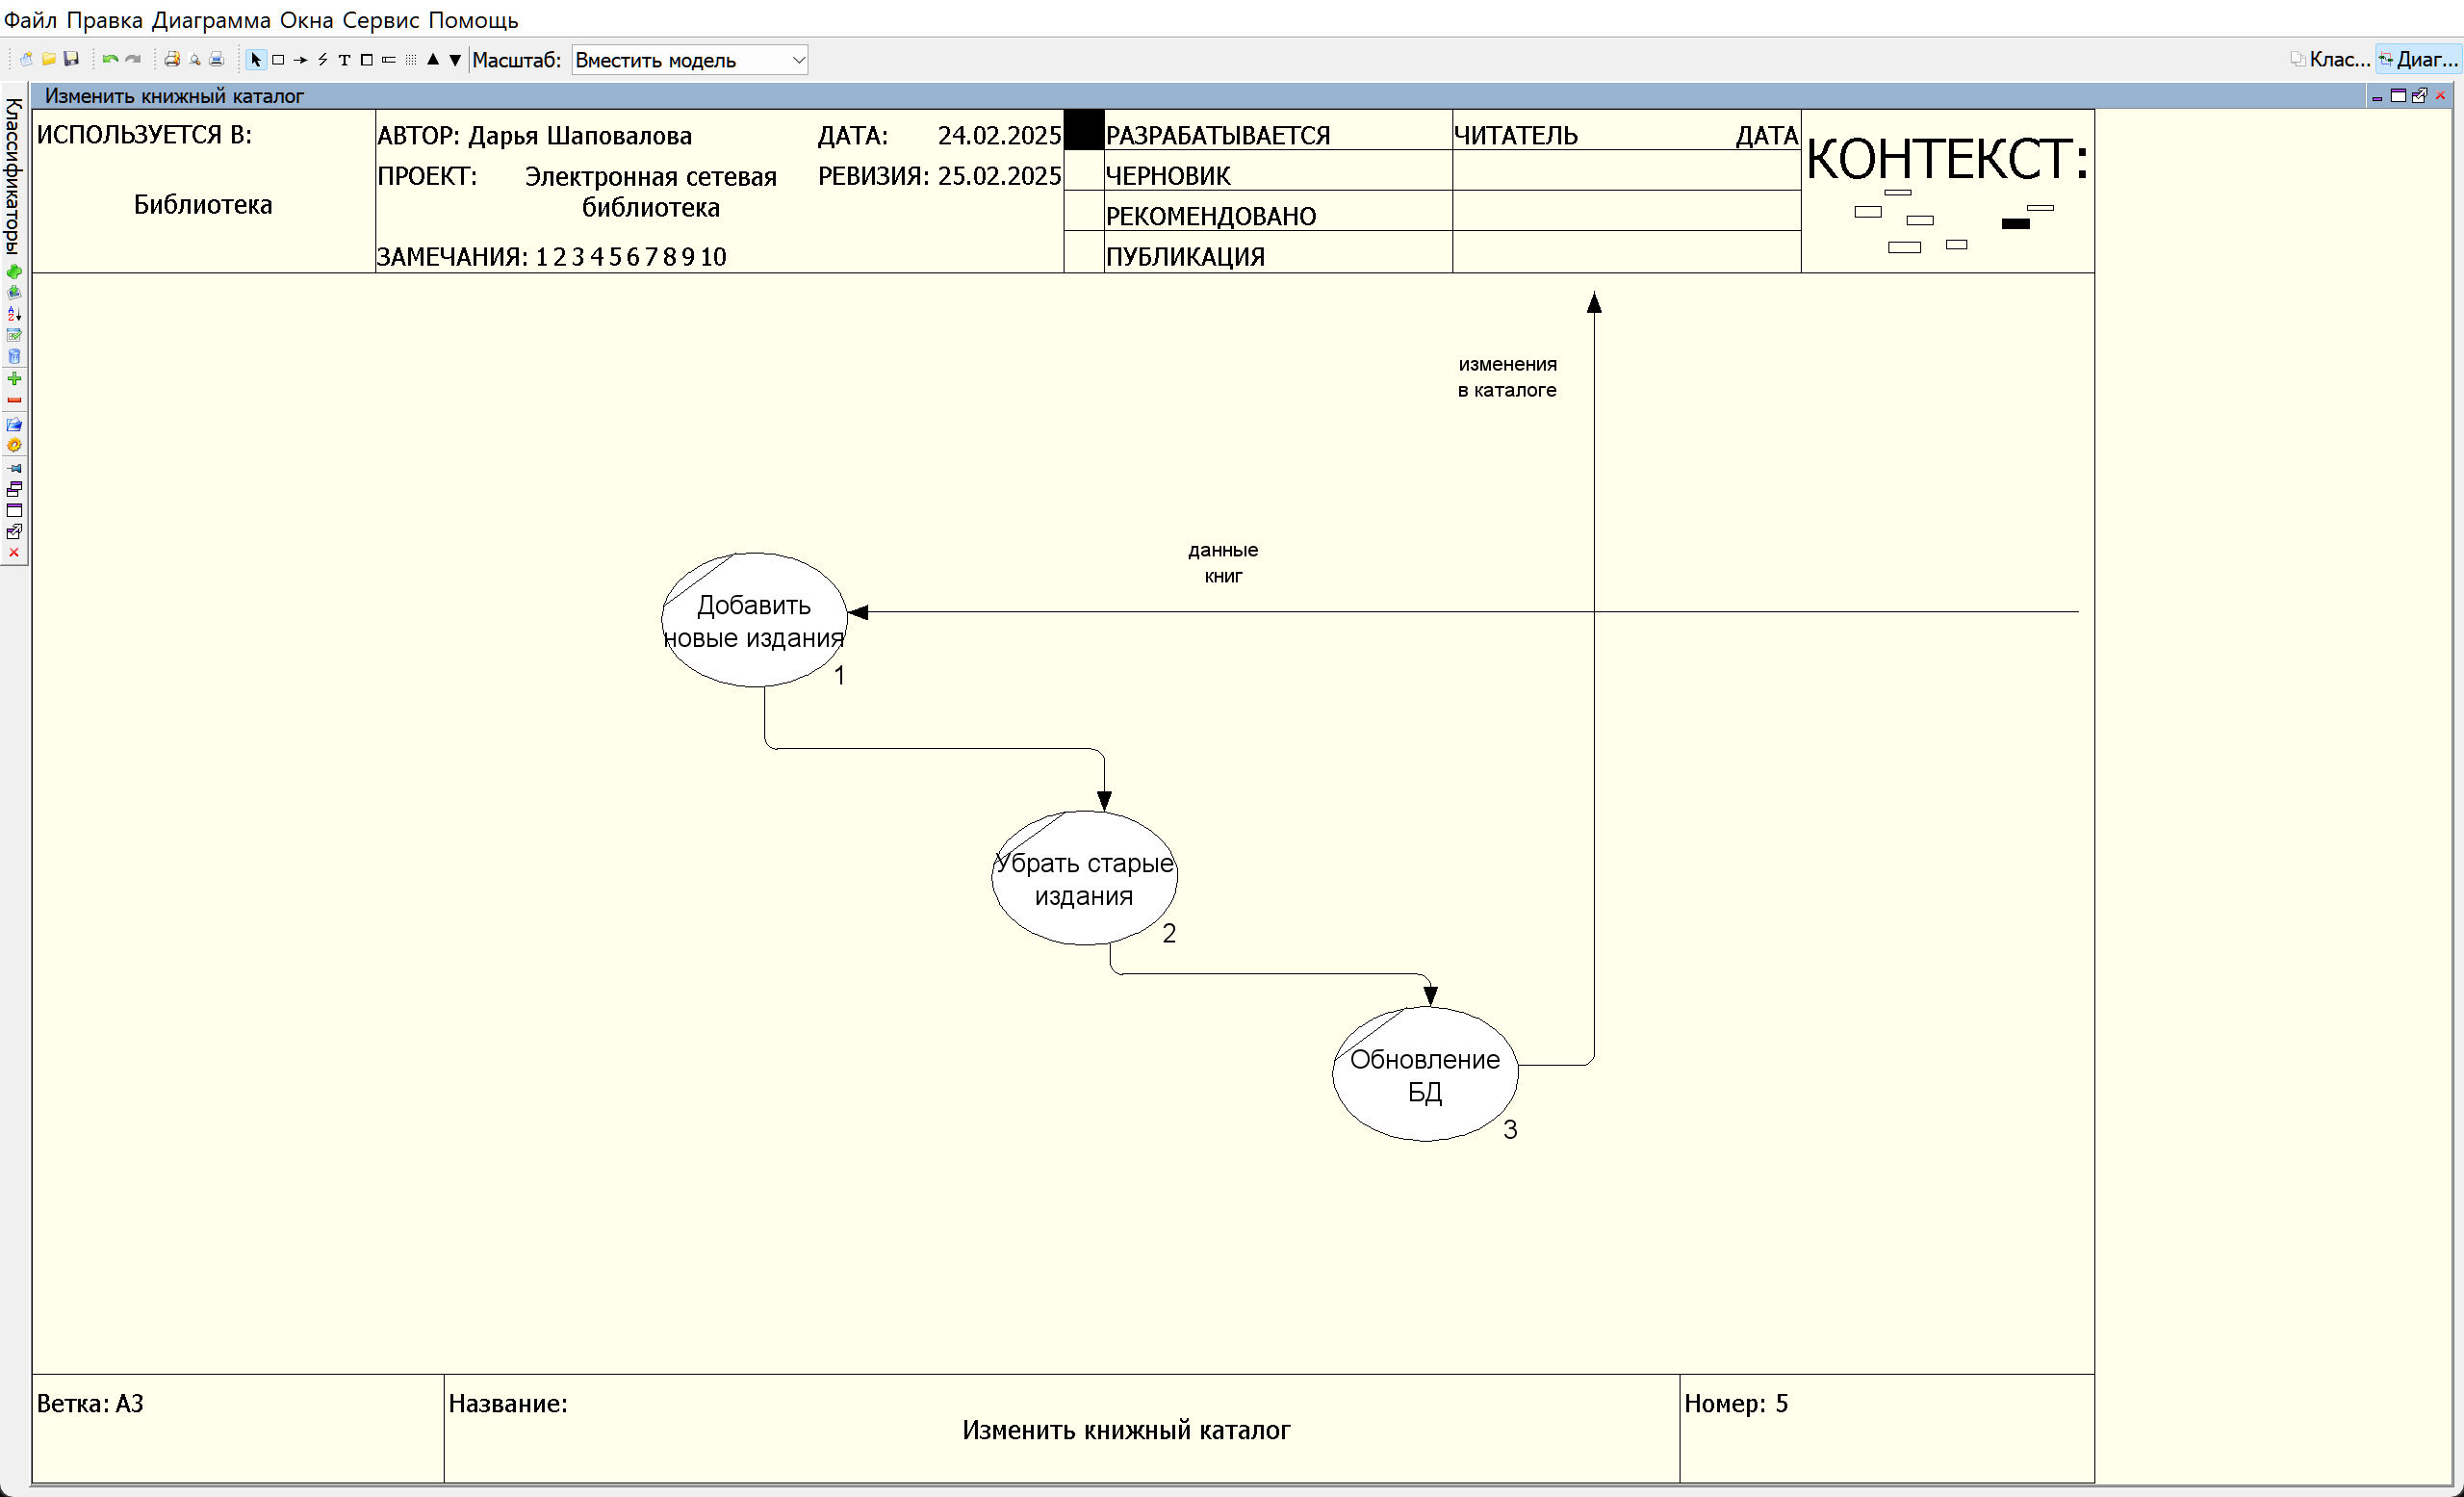 Файл Правка Диаграмма Окна Сервис Помощь
Масштаб: Вместить модель
Клас... Диаг...
Классификаторы
Изменить книжный каталог
ИСПОЛЬЗУЕТСЯ В:
Библиотека
АВТОР: Дарья Шаповалова
ДАТА: 24.02.2025
ПРОЕКТ: Электронная сетевая
библиотека
РЕВИЗИЯ: 25.02.2025
ЗАМЕЧАНИЯ: 1 2 3 4 5 6 7 8 9 10
РАЗРАБАТЫВАЕТСЯ
ЧЕРНОВИК
РЕКОМЕНДОВАНО
ПУБЛИКАЦИЯ
ЧИТАТЕЛЬ ДАТА
КОНТЕКСТ:
изменения
в каталоге
данные
книг
Добавить
новые издания
1
Убрать старые
издания
2
Обновление
БД
3
Ветка: А3
Название:
Изменить книжный каталог
Номер: 5